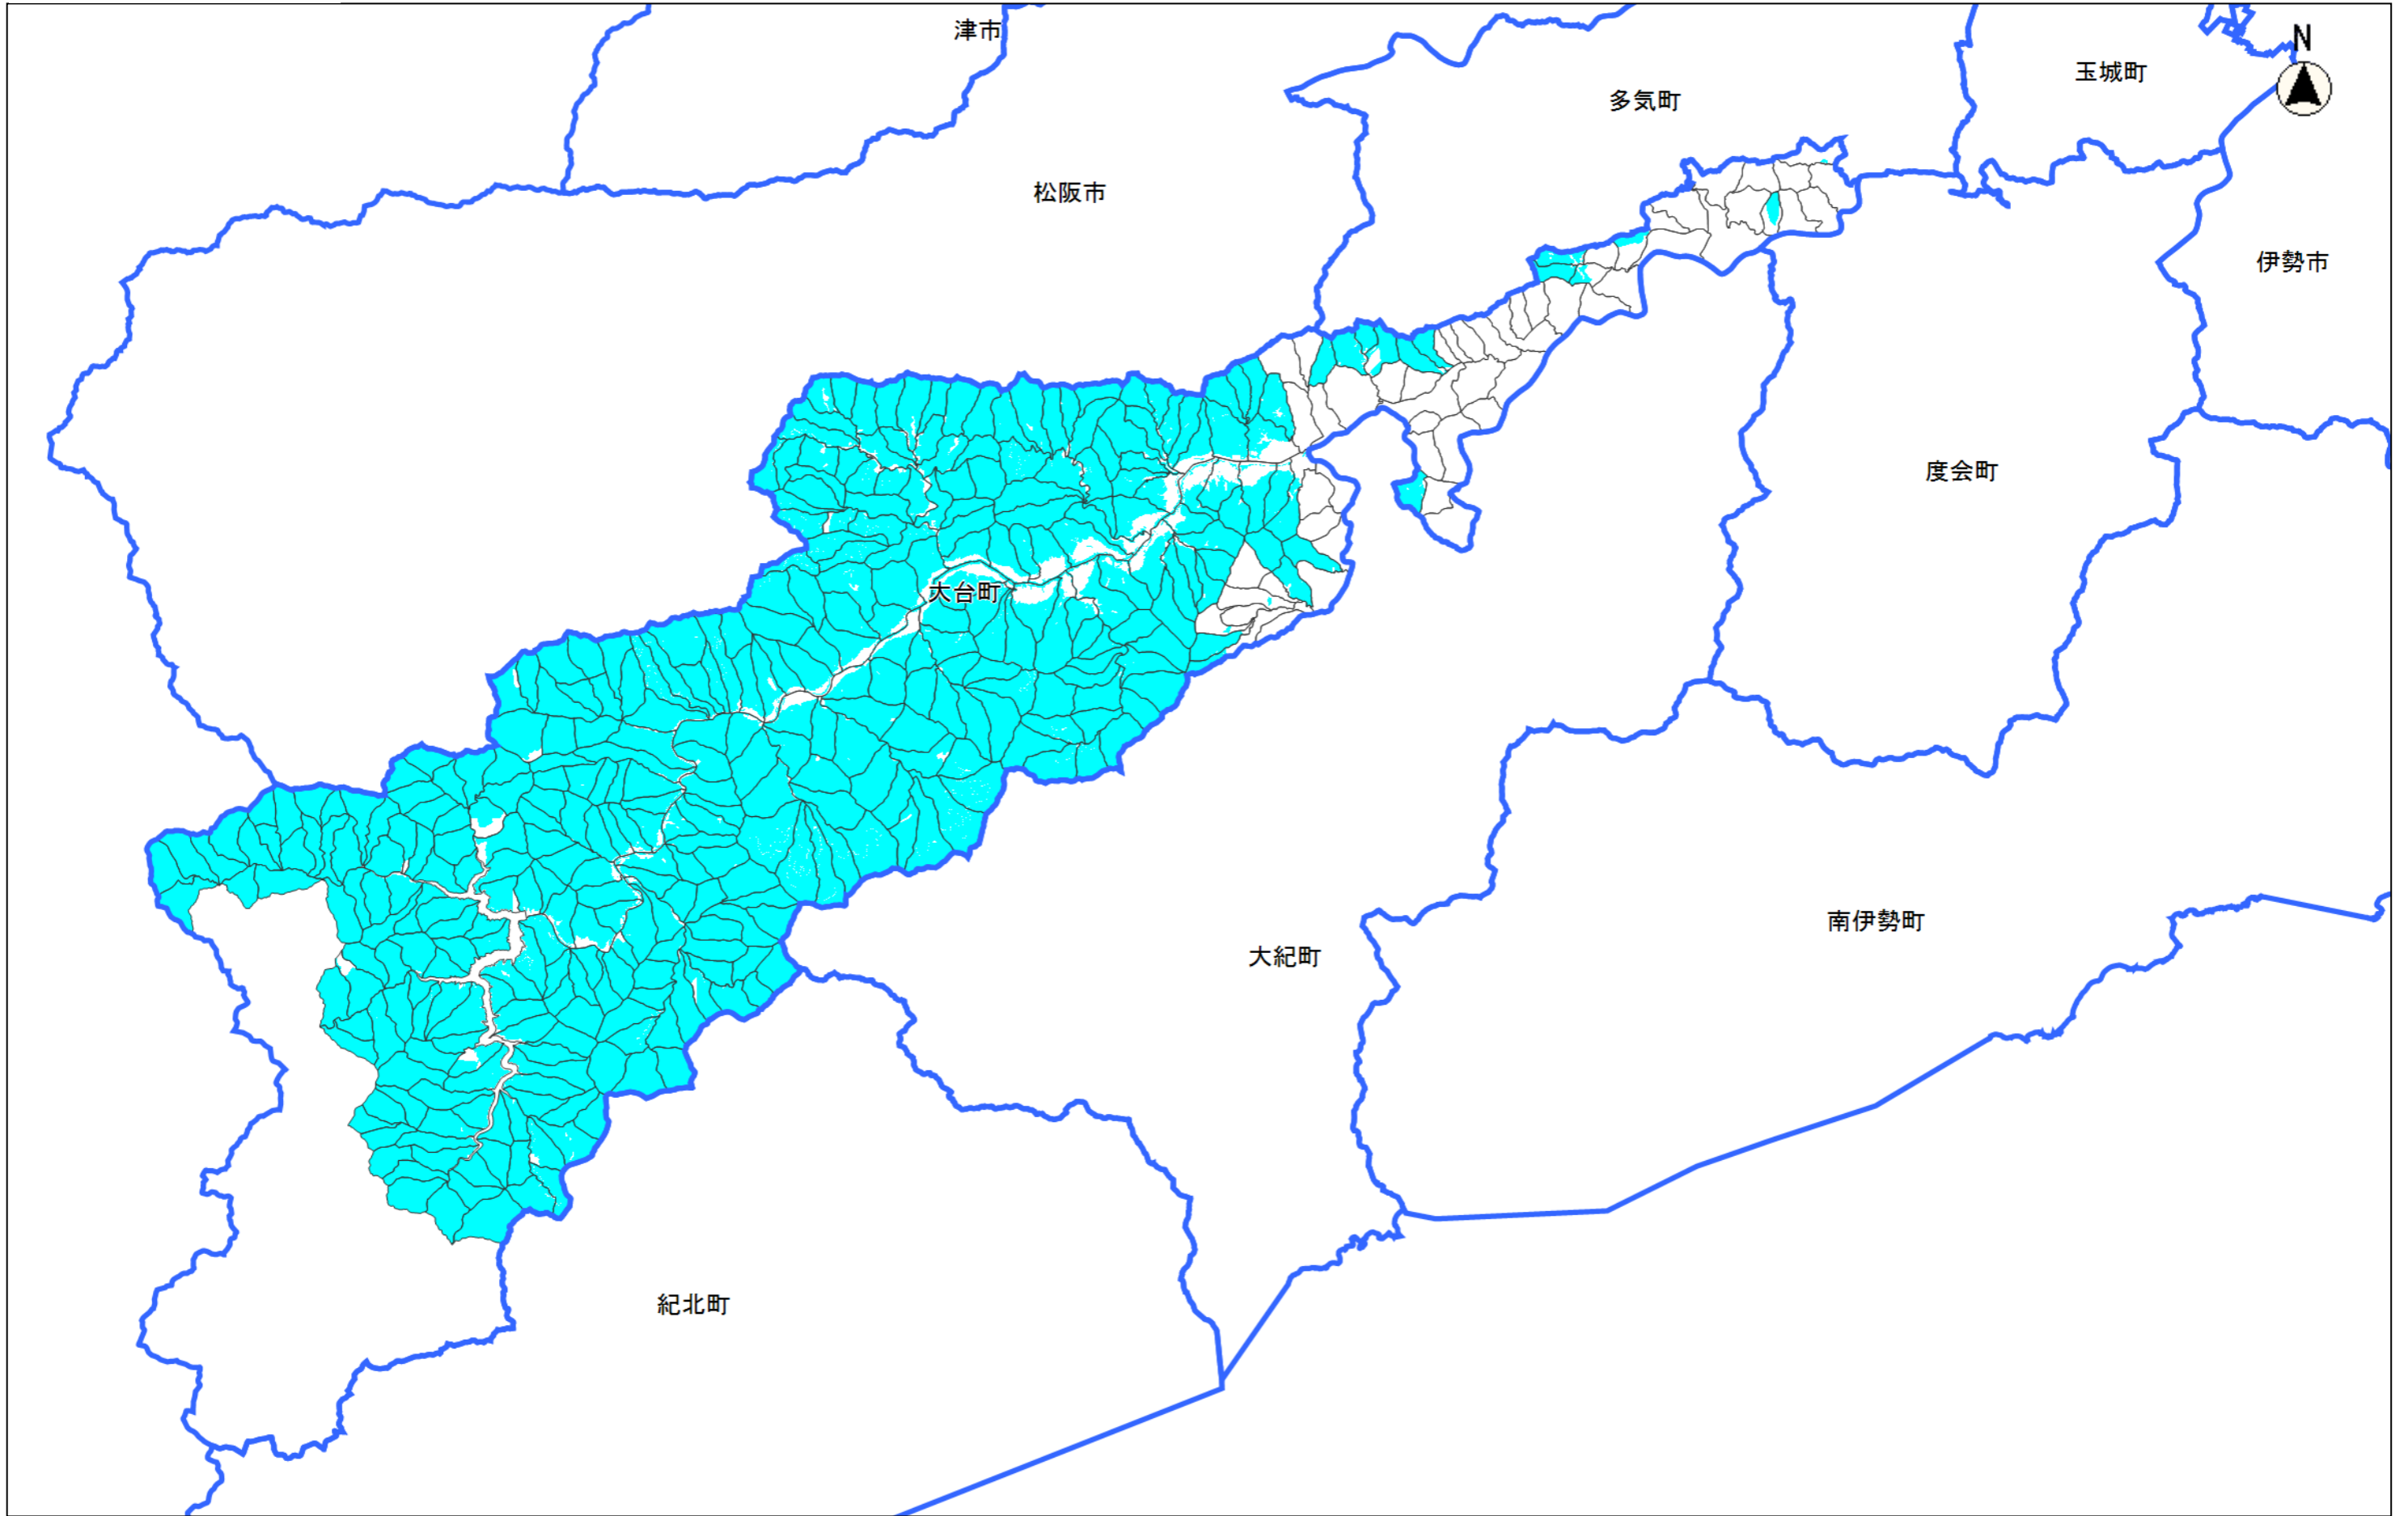 津市
N
玉城町
多気町
松阪市
伊勢市
度会町
大台町
南伊勢町
大紀町
紀北町